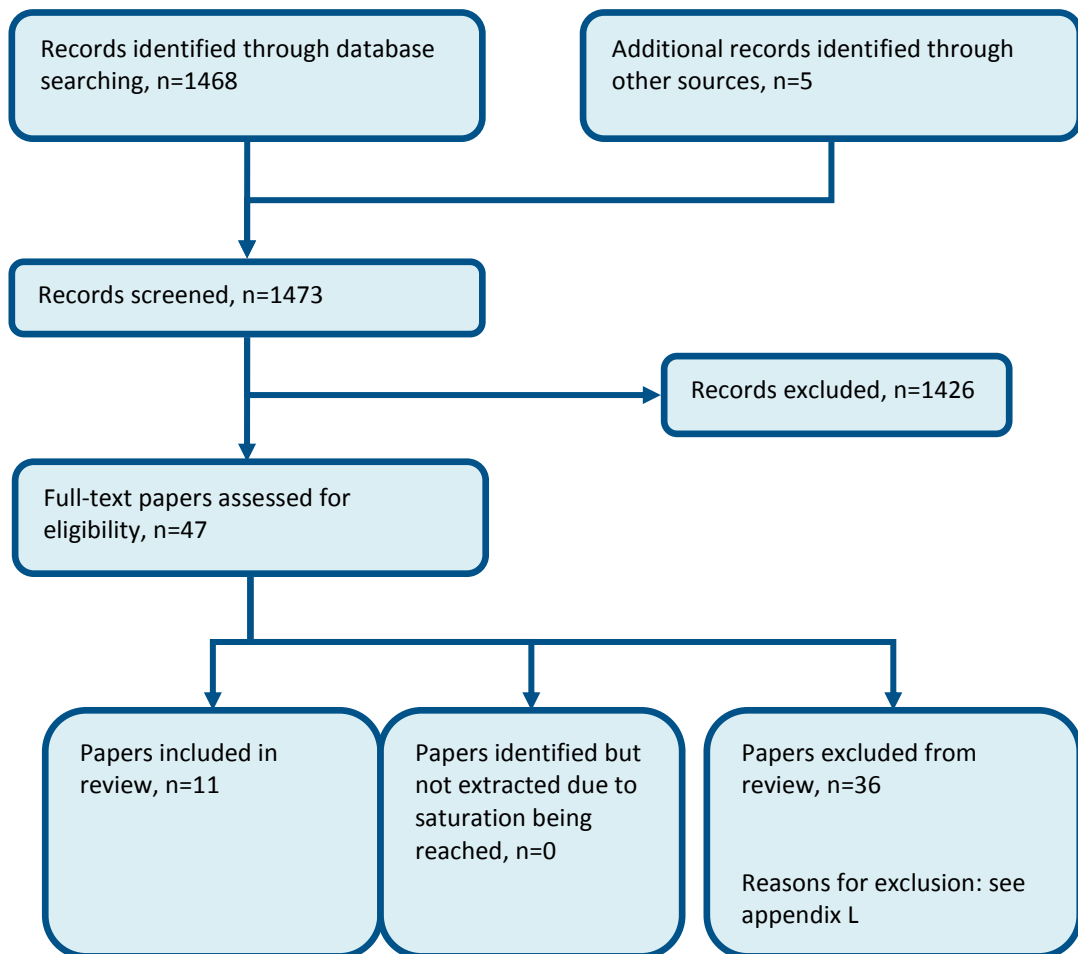 Records identified through database
searching, n=1468
Additional records identified through
other sources, n=5
Records screened, n=1473
Records excluded, n=1426
Full-text papers assessed for
eligibility, n=47
Papers included in
review, n=11
Papers identified but
not extracted due to
saturation being
reached, n=0
Papers excluded from
review, n=36
Reasons for exclusion: see
appendix L